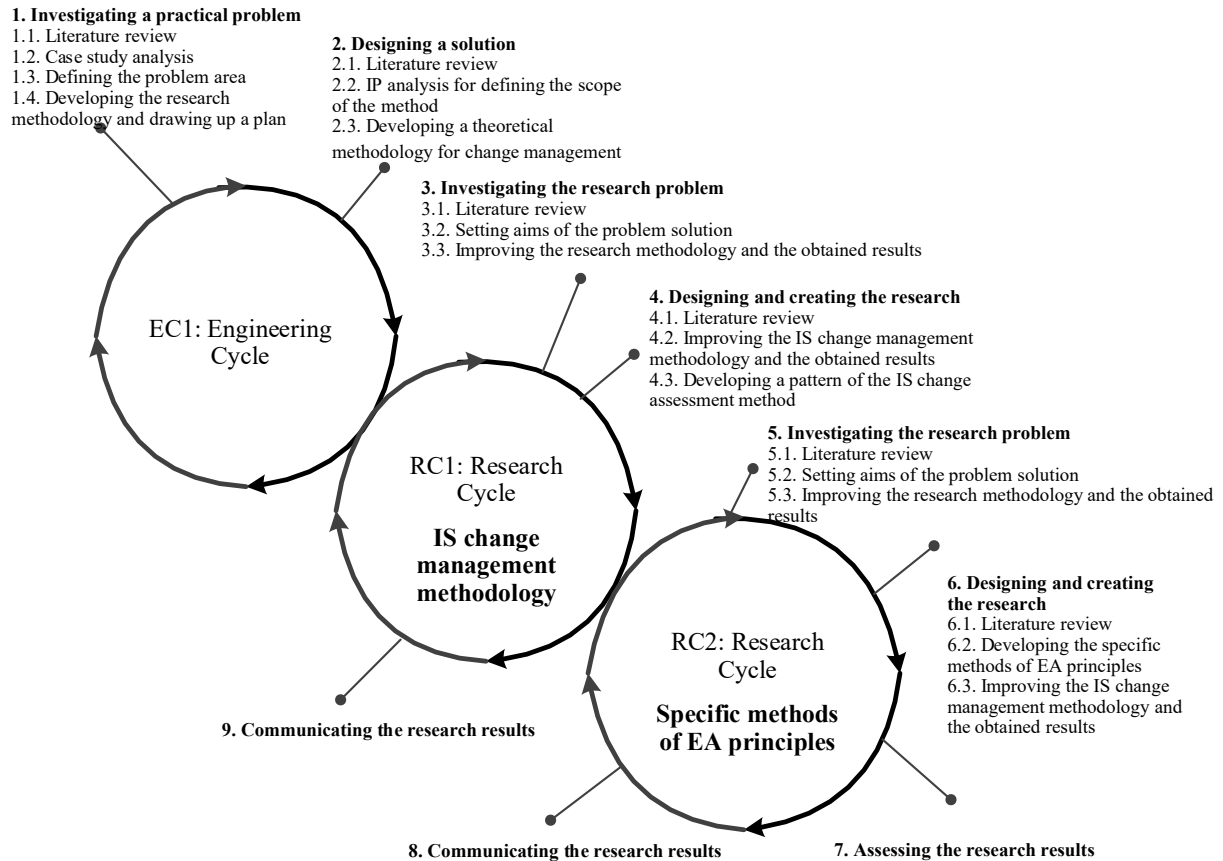 1. Investigating a practical problem
1.1. Literature review
1.2. Case study analysis
1.3. Defining the problem area
1.4. Developing the research
methodology and drawing up a plan
2. Designing a solution
2.1. Literature review
2.2. IP analysis for defining the scope
of the method
2.3. Developing a theoretical
methodology for change management
3. Investigating the research problem
3.1. Literature review
3.2. Setting aims of the problem solution
3.3. Improving the research methodology and the obtained results
4. Designing and creating the research
4.1. Literature review
4.2. Improving the IS change management
methodology and the obtained results
4.3. Developing a pattern of the IS change
assessment method
5. Investigating the research problem
5.1. Literature review
5.2. Setting aims of the problem solution
5.3. Improving the research methodology and the obtained
results
6. Designing and creating
the research
6.1. Literature review
6.2. Developing the specific
methods of EA principles
6.3. Improving the IS change
management methodology and
the obtained results
EC1: Engineering
Cycle
RC1: Research
Cycle
IS change
management
methodology
RC2: Research
Cycle
Specific methods
of EA principles
9. Communicating the research results
8. Communicating the research results
7. Assessing the research results